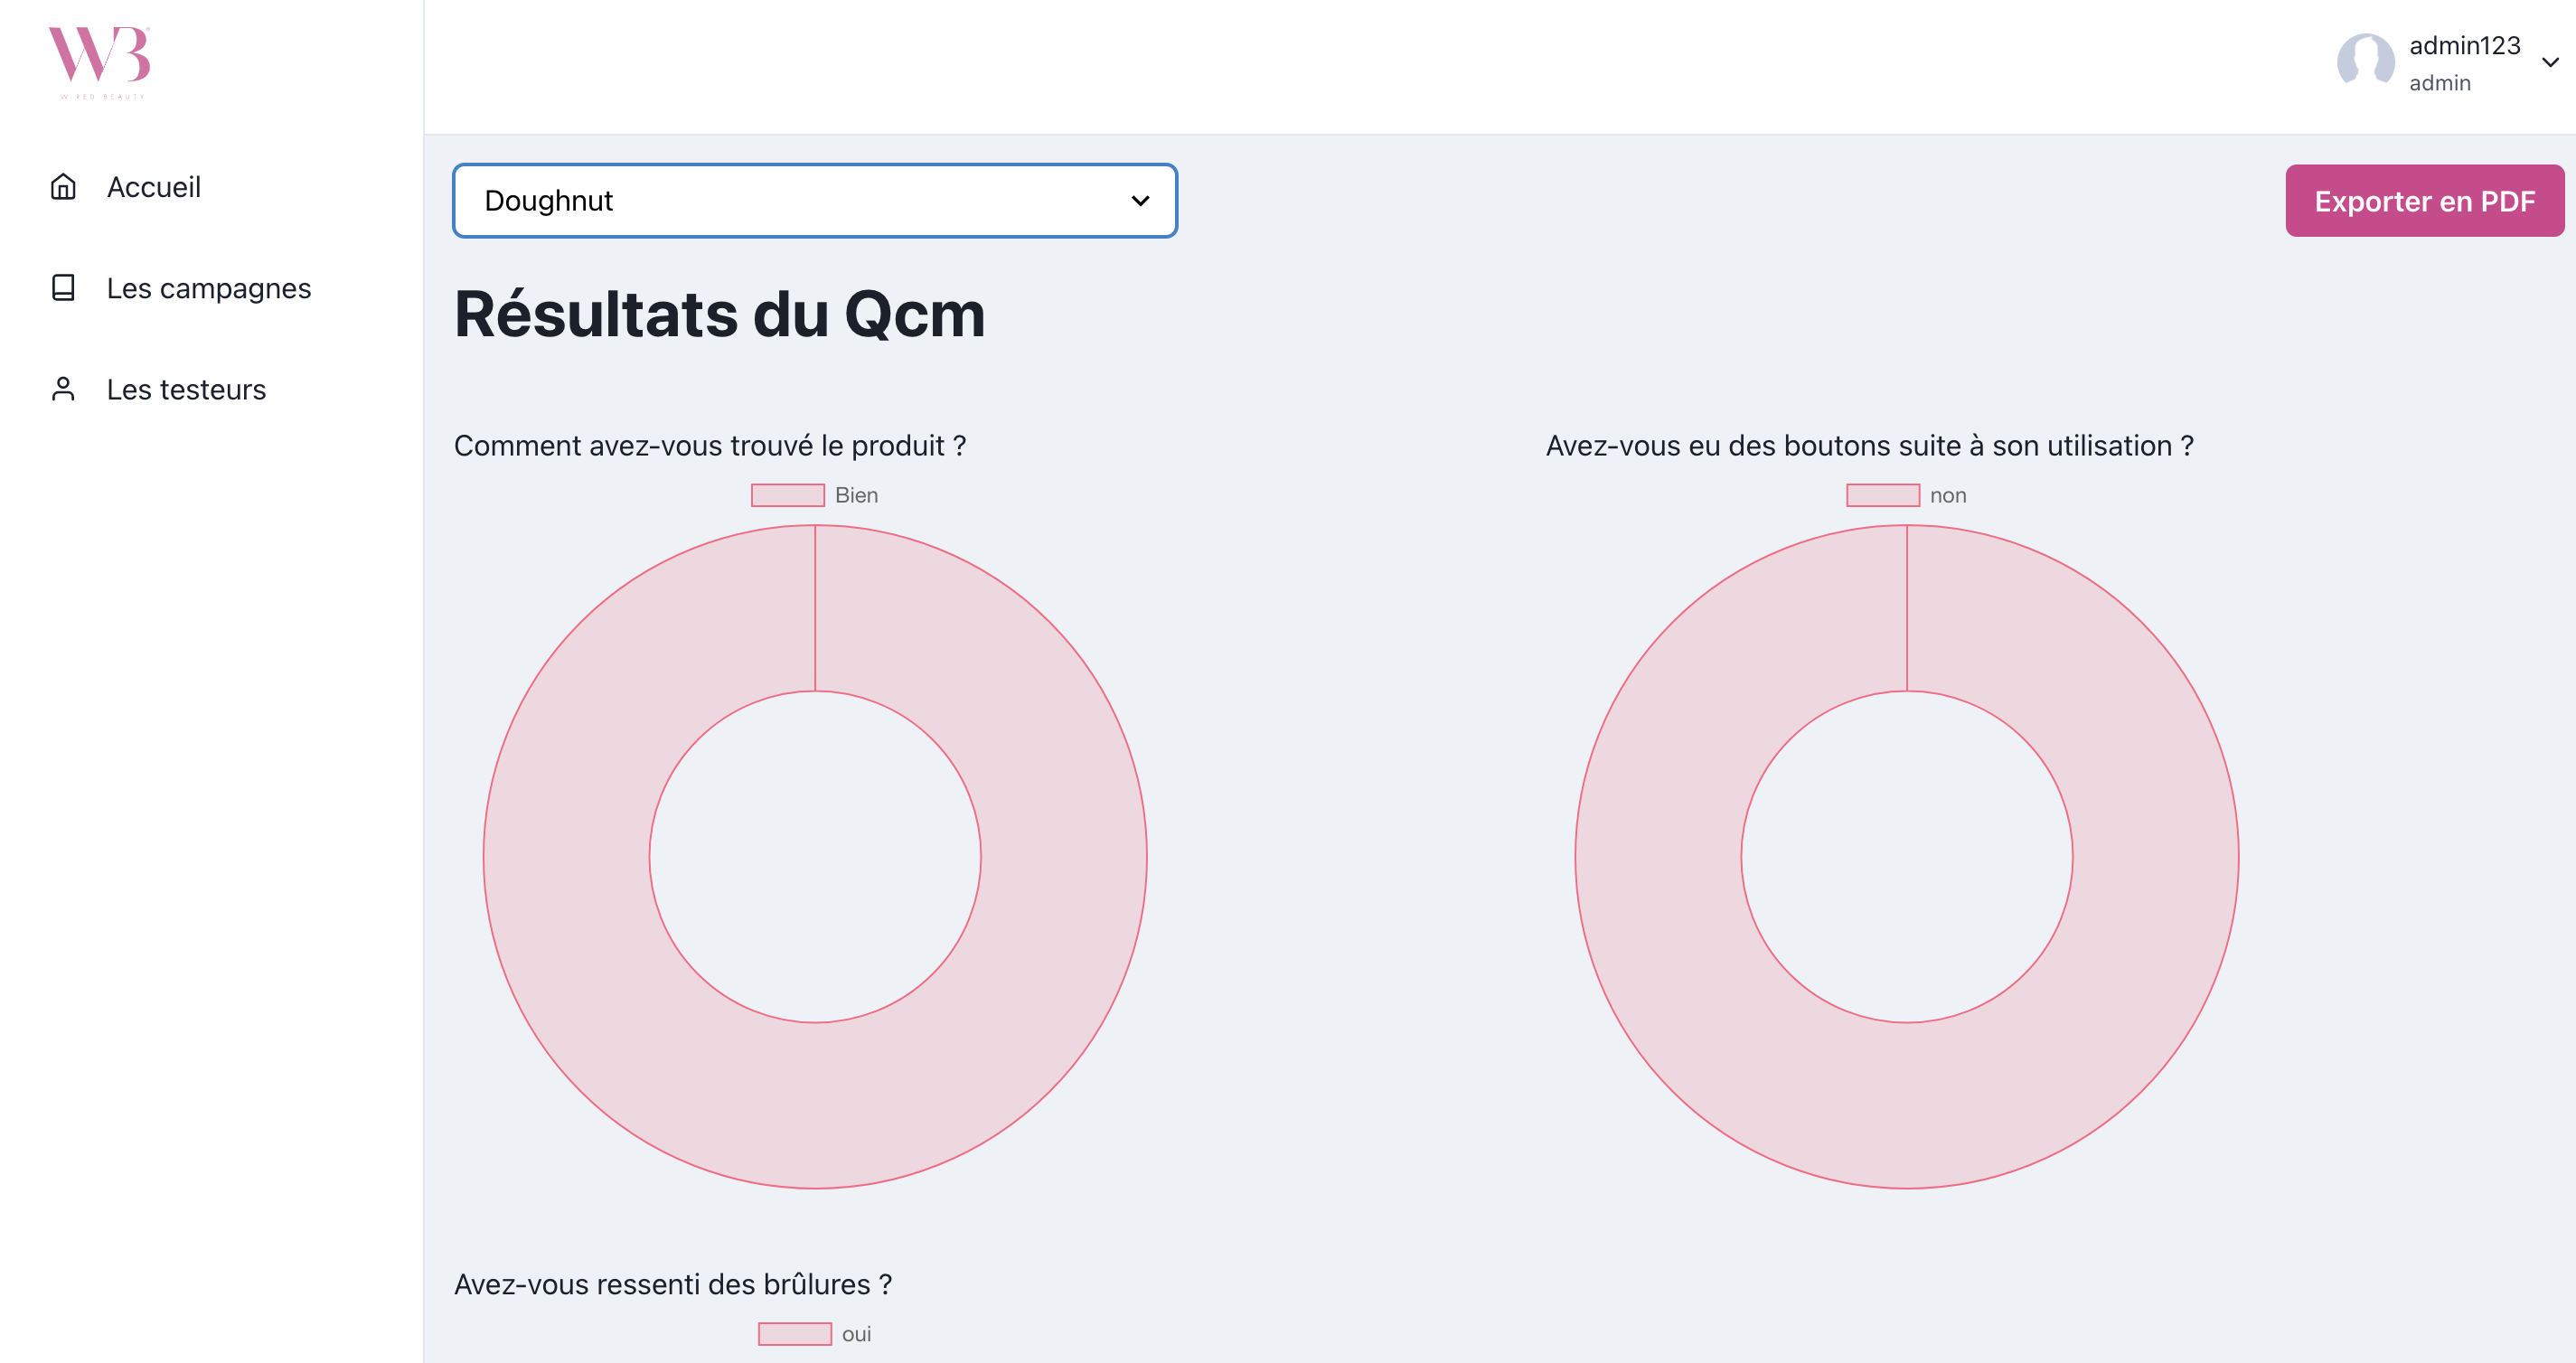 WB
admin123
admin
Accueil
Les campagnes
Les testeurs
Doughnut
Exporter en PDF
Résultats du Qcm
Comment avez-vous trouvé le produit ?
Bien
Avez-vous eu des boutons suite à son utilisation ?
non
Avez-vous ressenti des brûlures ?
oui